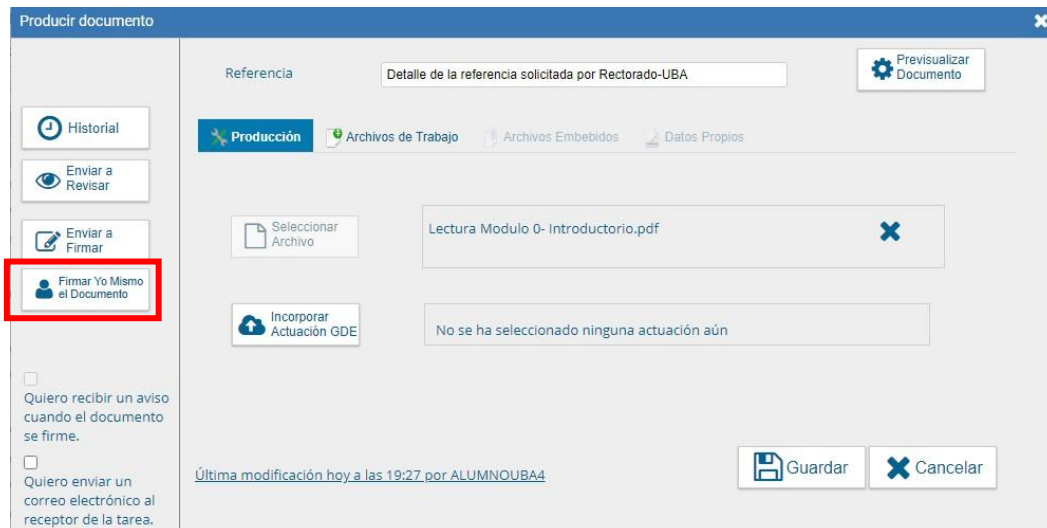 Producir documento
Referencia
Detalle de la referencia solicitada por Rectorado-UBA
Previsualizar
Documento
Historial
Enviar a
Revisar
Enviar a
Firmar
Firmar Yo Mismo
el Documento
Quiero recibir un aviso
cuando el documento
se firme.
Quiero enviar un
correo electrónico al
receptor de la tarea.
Producción
Archivos de Trabajo
Archivos Embebidos
Datos Propios
Seleccionar
Archivo
Lectura Modulo 0- Introductorio.pdf
Incorporar
Actuación GDE
No se ha seleccionado ninguna actuación aún
Última modificación hoy a las 19:27 por ALUMNOUBA4
Guardar
Cancelar